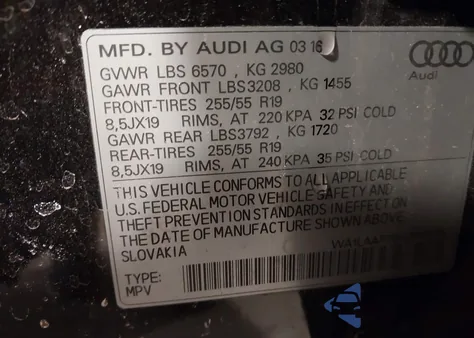 MFD. BY AUDI AG 03 16
GVWR LBS 6570 , KG 2980
GAWR FRONT LBS3208 , KG 1455
FRONT-TIRES 255/55 R19
8,5JX19 RIMS, AT 220 KPA 32 PSI COLD
GAWR REAR LBS3792 , KG 1720
REAR-TIRES 255/55 R19
8,5JX19 RIMS, AT 240 KPA 35 PSI COLD
Audi
THIS VEHICLE CONFORMS TO ALL APPLICABLE
U.S. FEDERAL MOTOR VEHICLE SAFETY AND
THEFT PREVENTION STANDARDS IN EFFECT ON
THE DATE OF MANUFACTURE SHOWN ABOVE.
SLOVAKIA
TYPE:
MPV